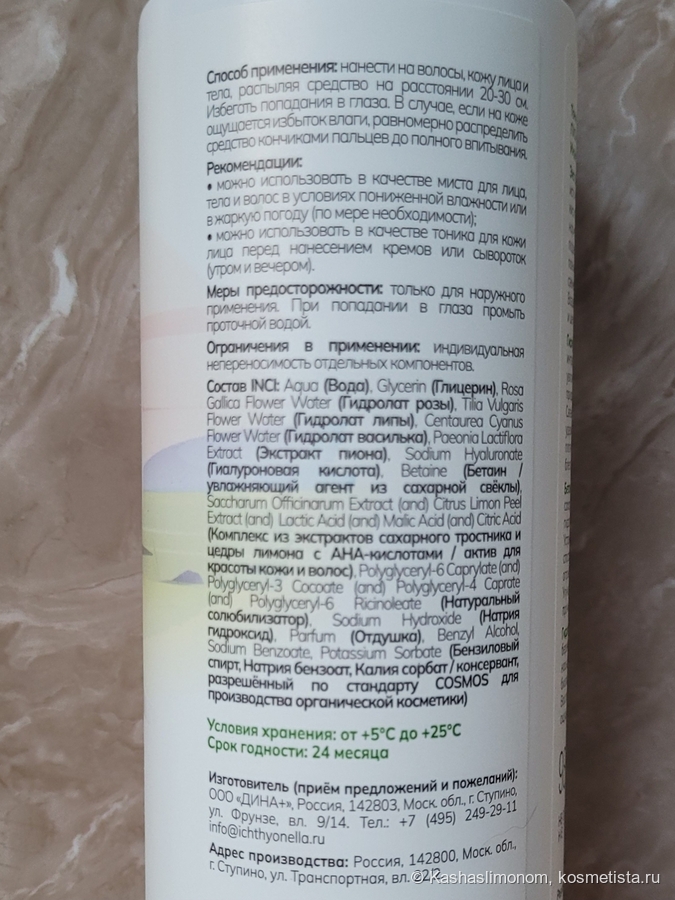 Способ применения: нанести на волосы, кожу лица и
тела, распыляя средство на расстоянии 20-30 см.
Избегать попадания в глаза. В случае, если на коже
ощущается избыток влаги, равномерно распределить
средство кончиками пальцев до полного впитывания.
Рекомендации:
• можно использовать в качестве миста для лица,
тела и волос в условиях пониженной влажности или
в жаркую погоду (по мере необходимости);
• можно использовать в качестве тоника для кожи
лица перед нанесением кремов или сывороток
(утром и вечером).
Меры предосторожности: только для наружного
применения. При попадании в глаза промыть
проточной водой.
Ограничения в применении: индивидуальная
непереносимость отдельных компонентов.
Состав INCI: Aqua (Вода), Glycerin (Глицерин), Rosa
Gallica Flower Water (Гидролат розы), Tilia Vulgaris
Flower Water (Гидролат липы), Centaurea Cyanus
Flower Water (Гидролат василька), Paeonia Lactiflora
Extract (Экстракт пиона), Sodium Hyaluronate
(Гиалуроновая кислота), Betaine (Бетаин /
увлажняющий агент из сахарной свёклы),
Saccharum Officinarum Extract (and) Citrus Limon Peel
Extract (and) Lactic Acid (and) Malic Acid (and) Citric Acid
(Комплекс из экстрактов сахарного тростника и
цедры лимона с АНА-кислотами / актив для
красоты кожи и волос), Polyglyceryl-6 Caprylate (and)
Polyglyceryl-3 Cocoate (and) Polyglyceryl-4 Caprate
(and) Polyglyceryl-6 Ricinoleate (Натуральный
солюбилизатор), Sodium Hydroxide (Натрия
гидроксид), Parfum (Отдушка), Benzyl Alcohol,
Sodium Benzoate, Potassium Sorbate (Бензиловый
спирт, Натрия бензоат, Калия сорбат / консервант,
разрешённый по стандарту COSMOS для
производства органической косметики)
Условия хранения: от +5°C до +25°C
Срок годности: 24 месяца
Изготовитель (приём предложений и пожеланий):
ООО «ДИНА+», Россия, 142803, Моск. обл., г. Ступино,
ул. Фрунзе, вл. 9/14. Тел.: +7 (495) 249-29-11
info@ichthyonella.ru
Адрес производства: Россия, 142800, Моск. обл.,
г. Ступино, ул. Транспортная, вл.
© Kashaslimonom, kosmetista.ru